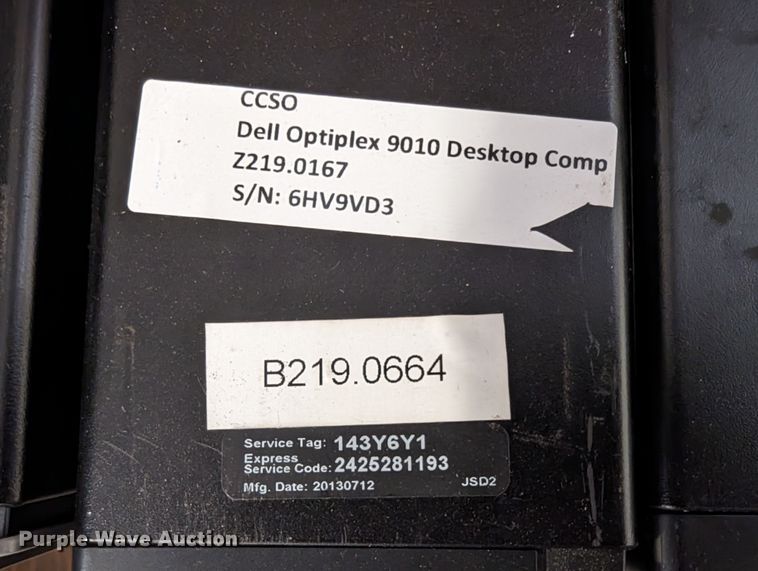 CCSO
Dell Optiplex 9010 Desktop Comp
Z219.0167
S/N: 6HV9VD3
B219.0664
Service Tag: 143Y6Y1
Express
Service Code: 2425281193
Mfg. Date: 20130712 JSD2
Purple Wave Auction